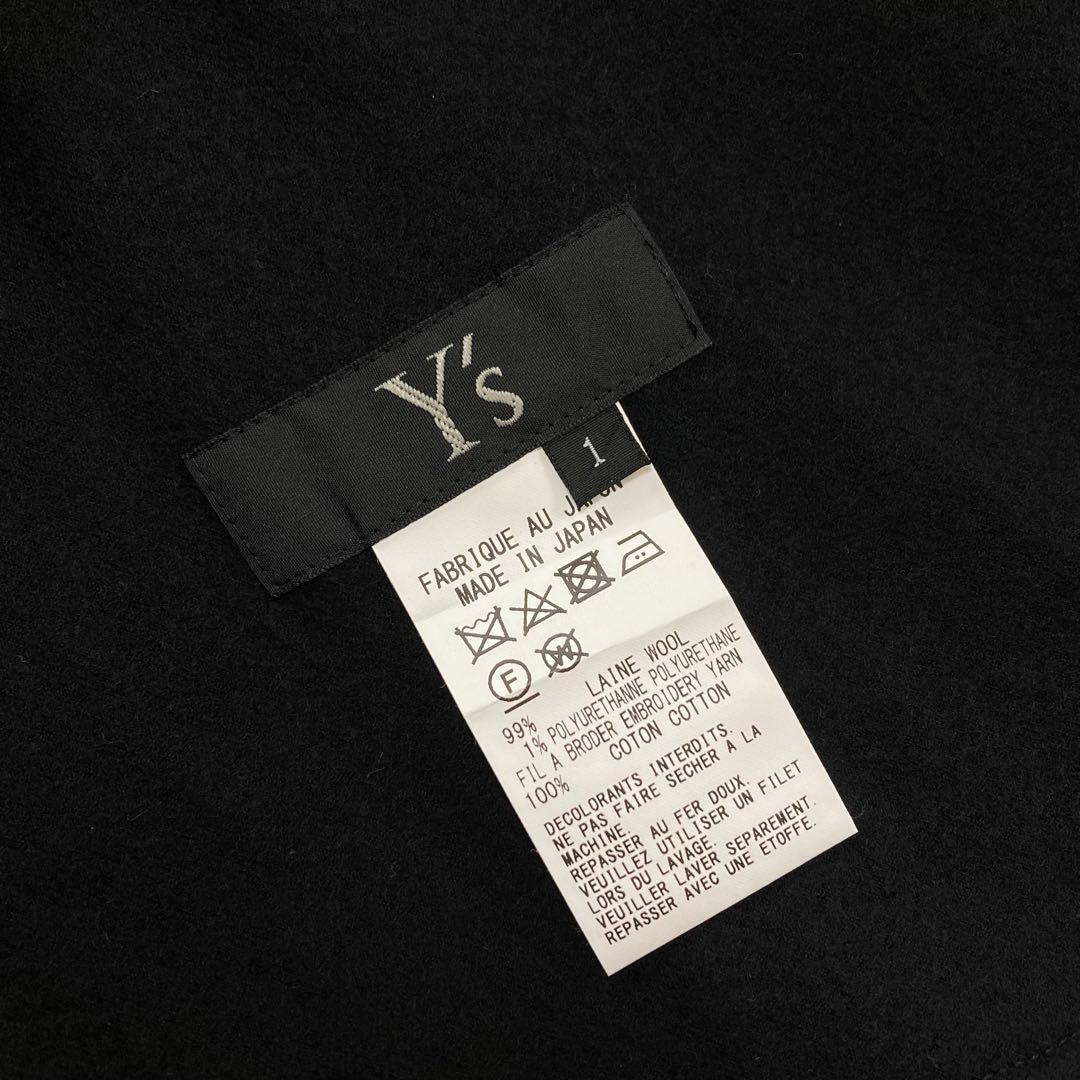 Y's
1
FABRIQUE AU JAPON
MADE IN JAPAN
F W
LAINE WOOL
99%
1% POLYURETHANNE POLYURETHANE
FIL A BRODER EMBROIDERY YARN
100% COTON COTTON
DECOLORANTS INTERDITS.
NE PAS FAIRE SECHER A LA
MACHINE.
REPASSER AU FER DOUX.
VEUILLEZ UTILISER UN FILET
LORS DU LAVAGE.
VEUILLER LAVER SEPAREMENT.
REPASSER AVEC UNE ETOFFE.